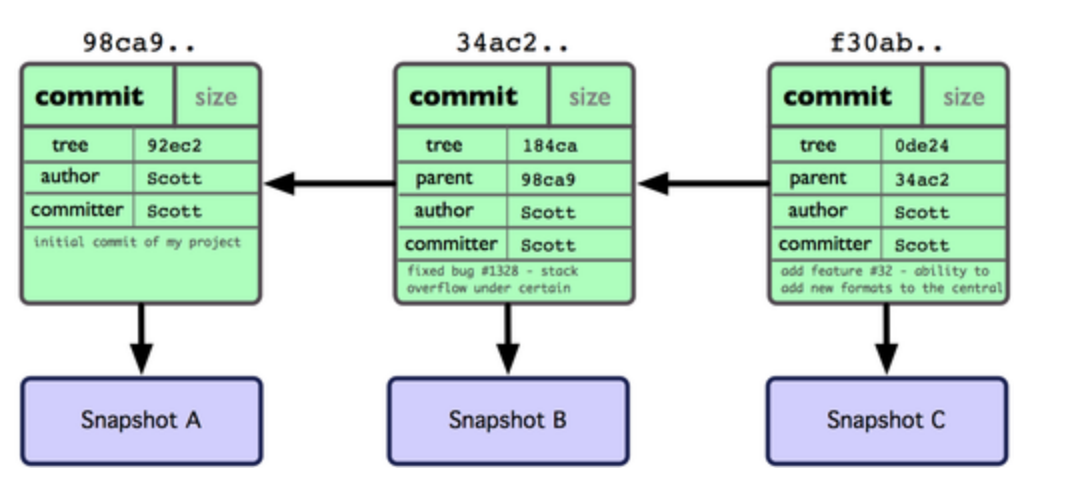 98ca9..
commit size
tree 92ec2
author Scott
committer Scott
initial commit of my project
Snapshot A
34ac2..
commit size
tree 184ca
parent 98ca9
author Scott
committer Scott
fixed bug #1328 - stack
overflow under certain
Snapshot B
f30ab..
commit size
tree 0de24
parent 34ac2
author Scott
committer Scott
add feature #32 - ability to
add new formats to the central
Snapshot C